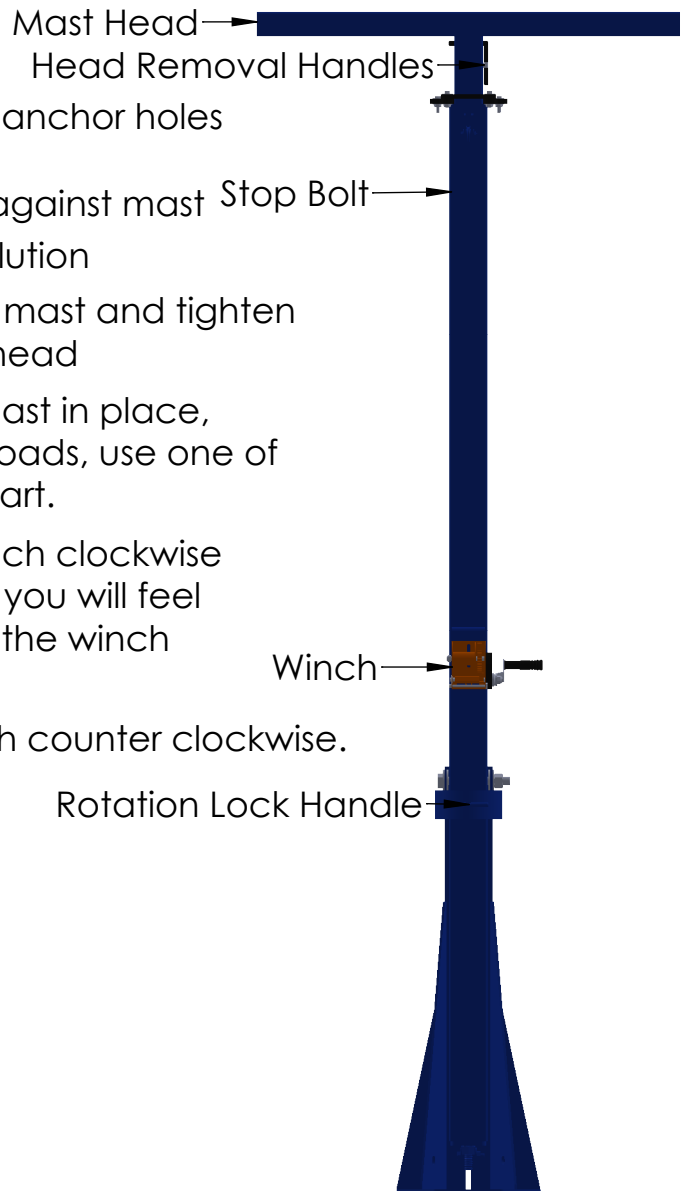 Mast Head
Head Removal Handles
anchor holes
against mast Stop Bolt
lution
mast and tighten
head
ast in place,
oads, use one of
art.
ch clockwise
you will feel
the winch
Winch
h counter clockwise.
Rotation Lock Handle